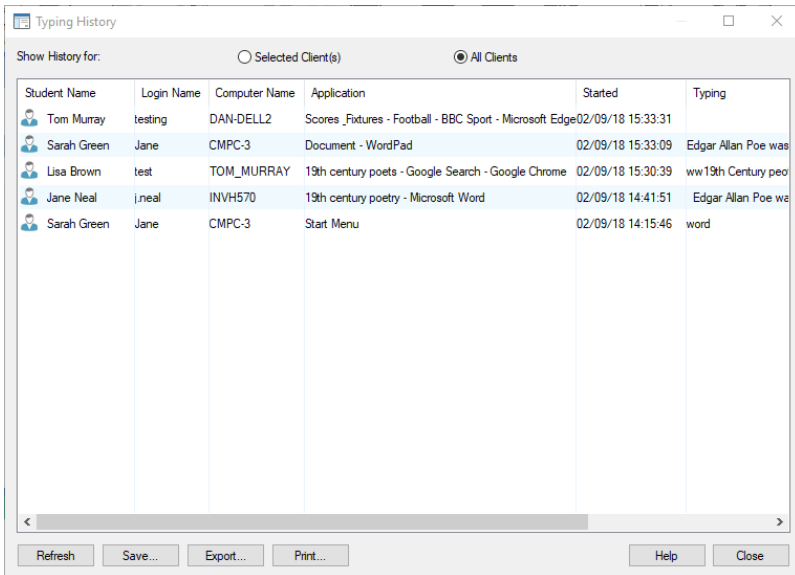 Typing History
Show History for: Selected Client(s) All Clients
Student Name Login Name Computer Name Application Started Typing
Tom Murray testing DAN-DELL2 Scores _Fixtures - Football - BBC Sport - Microsoft Edge 02/09/18 15:33:31
Sarah Green Jane CMPC-3 Document - WordPad 02/09/18 15:33:09 Edgar Allan Poe was
Lisa Brown test TOM_MURRAY 19th century poets - Google Search - Google Chrome 02/09/18 15:30:39 ww19th Century peo
Jane Neal j.neal INVH570 19th century poetry - Microsoft Word 02/09/18 14:41:51 Edgar Allan Poe wa
Sarah Green Jane CMPC-3 Start Menu 02/09/18 14:15:46 word
Refresh Save... Export... Print... Help Close